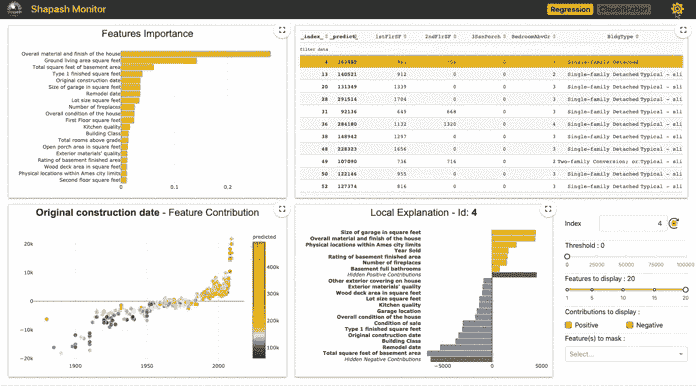 Shapash Monitor
Regression
Classification
Features Importance
Overall material and finish of the house
Ground living area square feet
Total square feet of basement area
Type 1 finished square feet
Original construction date
Size of garage in square feet
Remodel date
Lot size square feet
Number of fireplaces
Overall condition of the house
First Floor square feet
Kitchen quality
Building Class
Total rooms above grade
Open porch area in square feet
Exterior materials' quality
Rating of basement finished area
Wood deck area in square feet
Physical locations within Ames city limits
Second floor square feet
0
0.1
0.2
_index_ _predict_ 1stFlrSF 2ndFlrSF 3SsnPorch BedroomAbvGr BldgType
filter data
4 Single-family Detached
13 140521 912 0 0 2 Single-family Detached Typical - all
20 131349 1339 0 0 3 Single-family Detached Typical - all
28 291514 1704 0 0 3 Single-family Detached Typical - all
31 92136 649 668 0 3 Single-family Detached Typical - all
36 384180 1132 1320 0 4 Single-family Detached Typical - all
38 148942 1297 0 0 3 Single-family Detached Typical - all
48 228323 1656 0 0 3 Single-family Detached Typical - all
49 107090 736 716 0 2 Two-family Conversion; or Typical - all
50 122146 955 0 0 3 Single-family Detached Typical - all
52 127374 816 0 0 Single-family Detached Typical - all
Original construction date - Feature Contribution
20k
10k
0
−10k
−20k
1900
1950
2000
predicted
400k
300k
200k
100k
Local Explanation - Id: 4
Size of garage in square feet
Overall material and finish of the house
Physical locations within Ames city limits
Year Sold
Rating of basement finished area
Number of fireplaces
Basement full bathrooms
Hidden Positive Contributions
Other exterior covering on house
Exterior materials' quality
Wood deck area in square feet
Lot size square feet
Kitchen quality
Garage location
Overall condition of the house
Condition of sale
Type 1 finished square feet
Original construction date
Building Class
Remodel date
Total square feet of basement area
Hidden Negative Contributions
−5000
0
5000
Index
4
Threshold : 0
0 25000 50000 75000 100000
Features to display : 20
1 5 10 15 20
Contributions to display :
Positive
Negative
Feature(s) to mask :
Select...